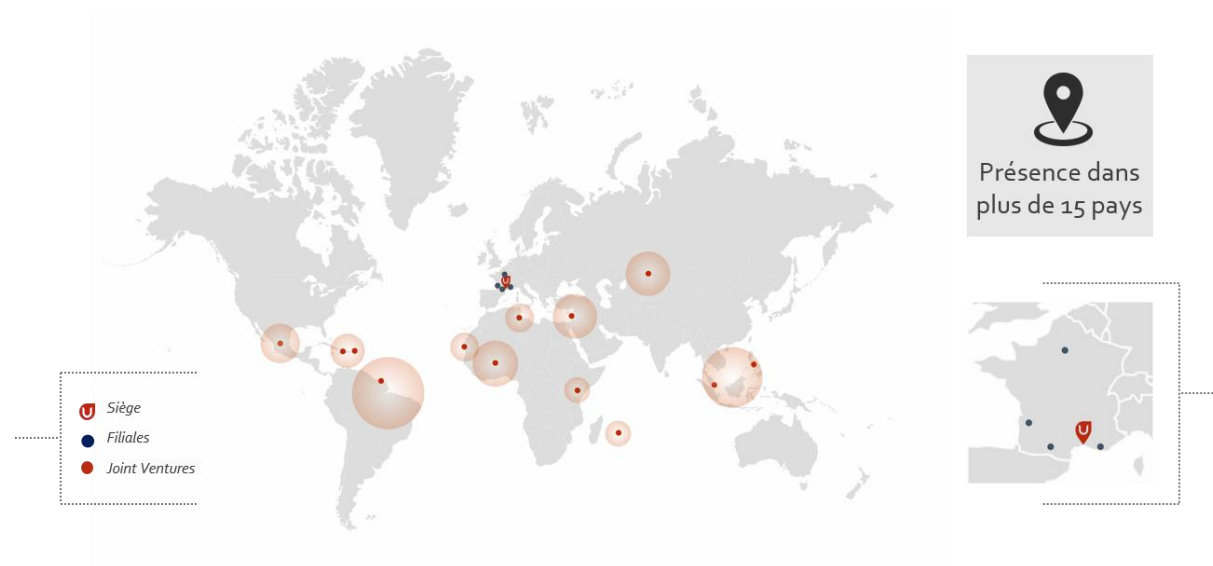 Présence dans
plus de 15 pays
Siège
Filiales
Joint Ventures